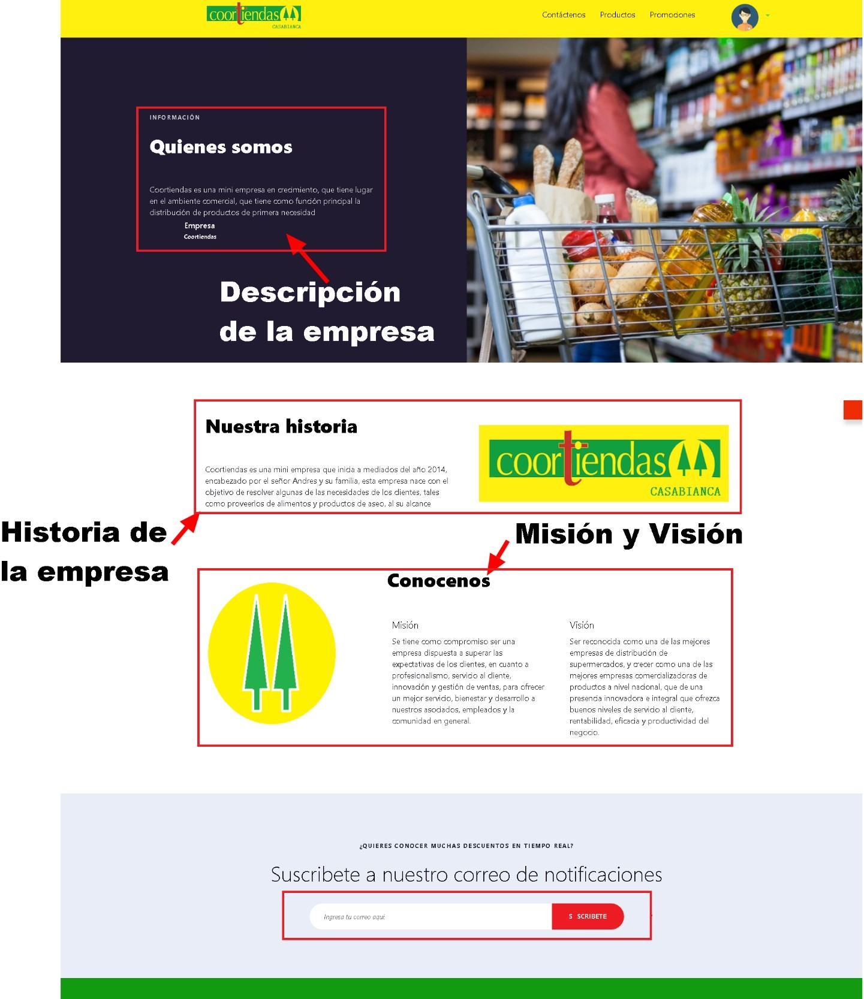 coortiendas
CASABIANCA
Contáctenos Productos Promociones
INFORMACIÓN
Quienes somos
Coortiendas es una mini empresa en crecimiento, que tiene lugar
en el ambiente comercial, que tiene como función principal la
distribución de productos de primera necesidad
Empresa
Coortiendas
Descripción
de la empresa
Nuestra historia
Coortiendas es una mini empresa que inicia a mediados del año 2014,
encabezado por el señor Andres y su familia, esta empresa nace con el
objetivo de resolver algunas de las necesidades de los clientes, tales
como proveerlos de alimentos y productos de aseo, al su alcance
coortiendas
CASABIANCA
Historia de
la empresa
Misión y Visión
Conocenos
Misión
Se tiene como compromiso ser una
empresa dispuesta a superar las
expectativas de los clientes, en cuanto a
profesionalismo, servicio al cliente,
innovación y gestión de ventas, para ofrecer
un mejor servicio, bienestar y desarrollo a
nuestros asociados, empleados y la
comunidad en general.
Visión
Ser reconocida como una de las mejores
empresas de distribución de
supermercados, y crecer como una de las
mejores empresas comercializadoras de
productos a nivel nacional, que de una
presencia innovadora e integral que ofrezca
buenos niveles de servicio al cliente,
rentabilidad, eficacia y productividad del
negocio.
¿QUIERES CONOCER MUCHAS DESCUENTOS EN TIEMPO REAL?
Suscribete a nuestro correo de notificaciones
Ingresa tu correo aqui
S SCRIBETE